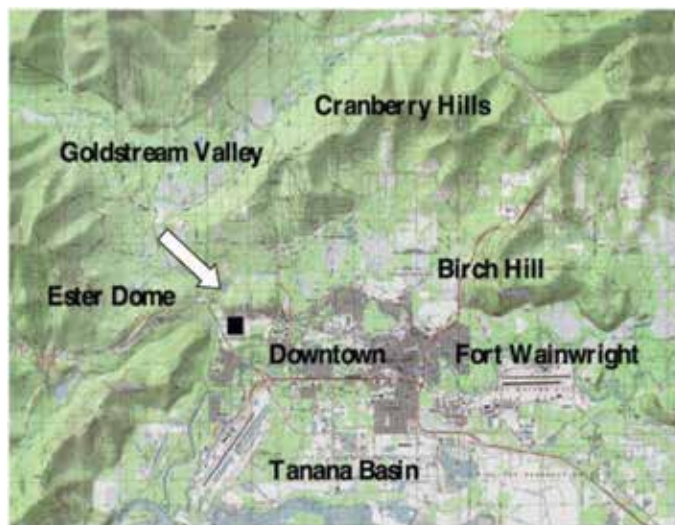 Cranberry Hills
Goldstream Valley
Birch Hill
Ester Dome
Downtown
Fort Wainwright
Tanana Basin